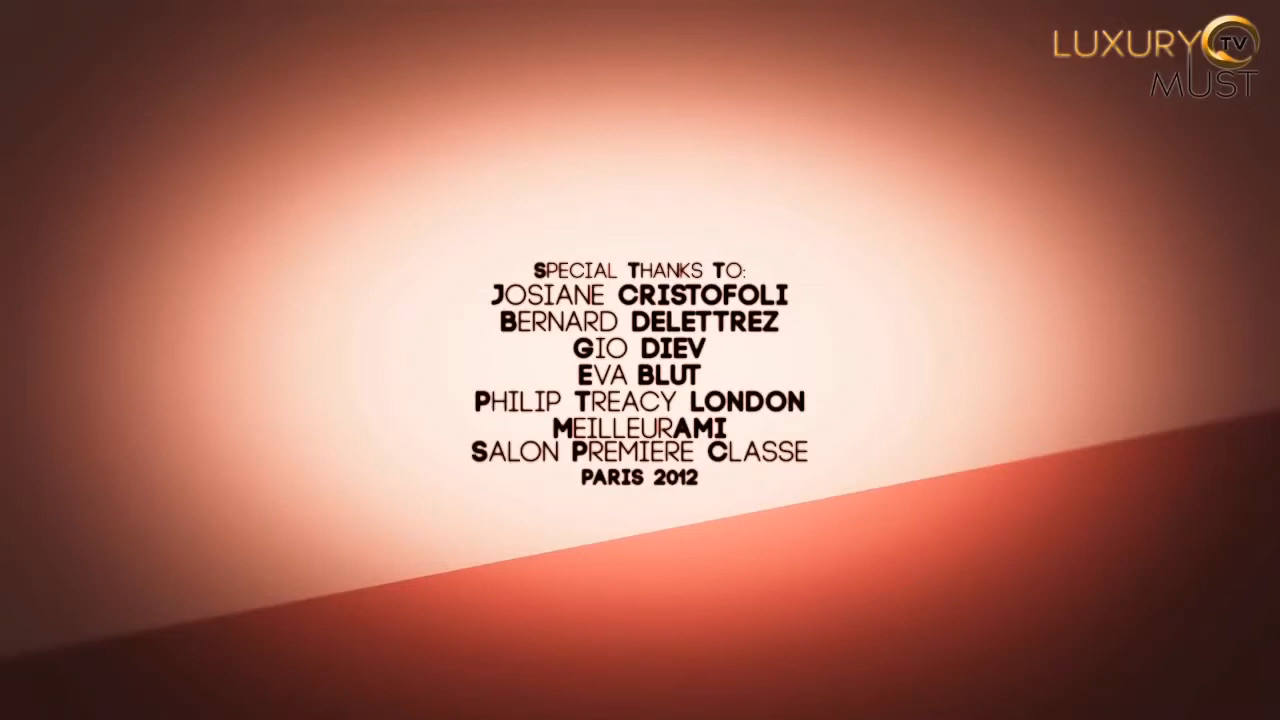 LUXURY TV
MUST
SPECIAL THANKS TO:
JOSIANE CRISTOFOLI
BERNARD DELETTREZ
GIO DIEV
EVA BLUT
PHILIP TREACY LONDON
MEILLEURAMI
SALON PREMIERE CLASSE
PARIS 2012